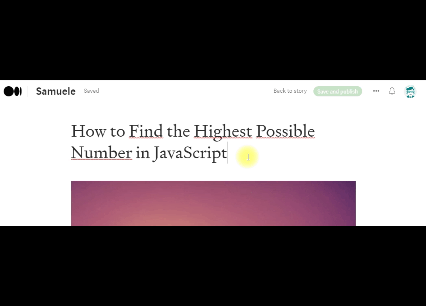 Samuele Saved Back to story Save and publish
How to Find the Highest Possible
Number in JavaScript